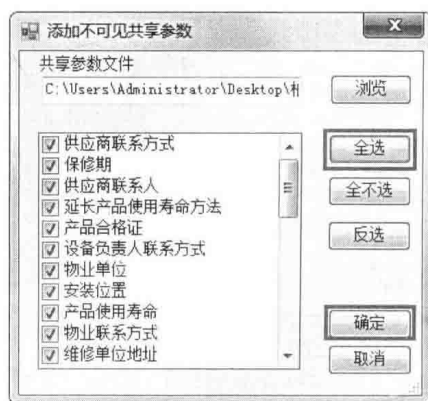 添加不可见共享参数
共享参数文件
C:\Users\Administrator\Desktop\
浏览
供应商联系方式
保修期
供应商联系人
延长产品使用寿命方法
产品合格证
设备负责人联系方式
物业单位
安装位置
产品使用寿命
物业联系方式
维修单位地址
全选
全不选
反选
确定
取消